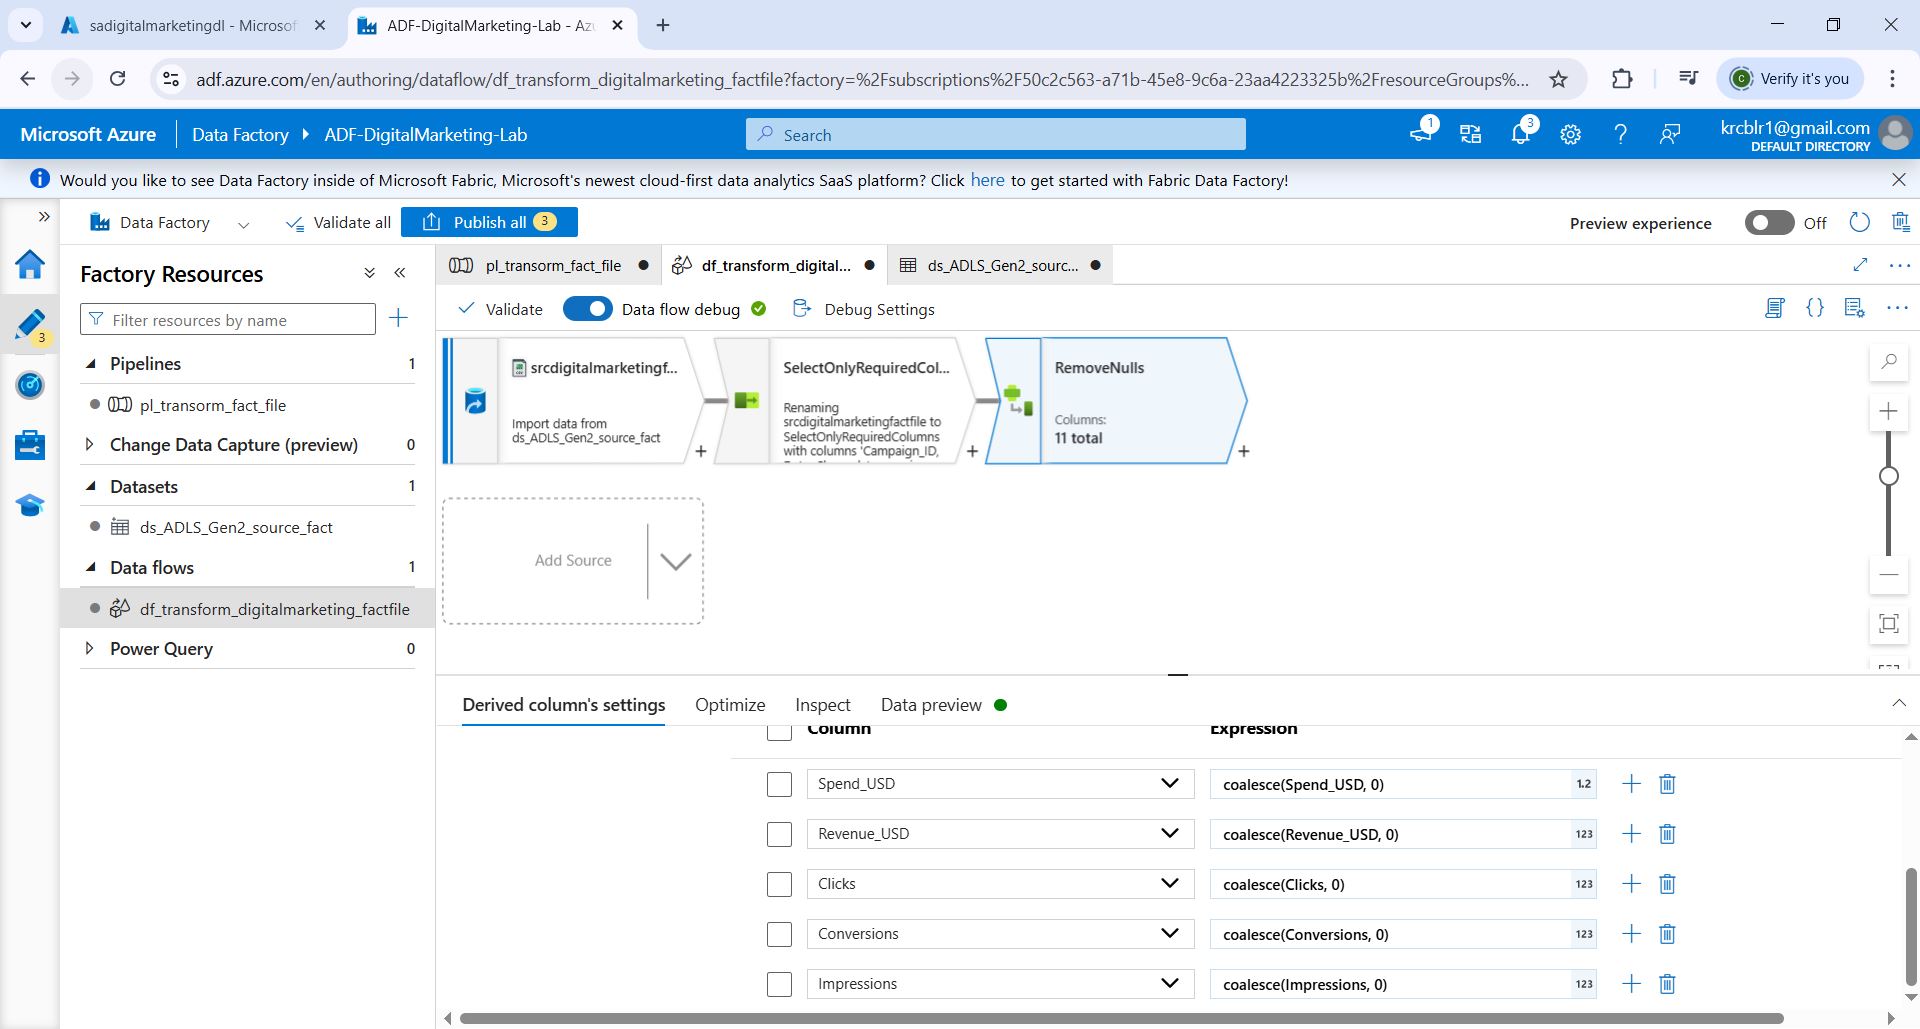 sadigitalmarketingdl - Microsof
ADF-DigitalMarketing-Lab - Azu
adf.azure.com/en/authoring/dataflow/df_transform_digitalmarketing_factfile?factory=%2Fsubscriptions%2F50c2c563-a71b-45e8-9c6a-23aa4223325b%2FresourceGroups%...
Verify it's you
Microsoft Azure
Data Factory
ADF-DigitalMarketing-Lab
Search
1
3
krcblr1@gmail.com
DEFAULT DIRECTORY
Would you like to see Data Factory inside of Microsoft Fabric, Microsoft's newest cloud-first data analytics SaaS platform? Click here to get started with Fabric Data Factory!
Data Factory
Validate all
Publish all 3
Preview experience
Off
3
Factory Resources
Filter resources by name
Pipelines 1
pl_transorm_fact_file
Change Data Capture (preview) 0
Datasets 1
ds_ADLS_Gen2_source_fact
Data flows 1
df_transform_digitalmarketing_factfile
Power Query 0
pl_transorm_fact_file
df_transform_digital...
ds_ADLS_Gen2_sourc...
Validate
Data flow debug
Debug Settings
srcdigitalmarketingf...
Import data from
ds_ADLS_Gen2_source_fact
SelectOnlyRequiredCol...
Renaming
srcdigitalmarketingfactfile to
SelectOnlyRequiredColumns
with columns 'Campaign_ID,
RemoveNulls
Columns:
11 total
Add Source
Derived column's settings
Optimize
Inspect
Data preview
Column
Expression
Spend_USD
coalesce(Spend_USD, 0)
1.2
Revenue_USD
coalesce(Revenue_USD, 0)
123
Clicks
coalesce(Clicks, 0)
123
Conversions
coalesce(Conversions, 0)
123
Impressions
coalesce(Impressions, 0)
123